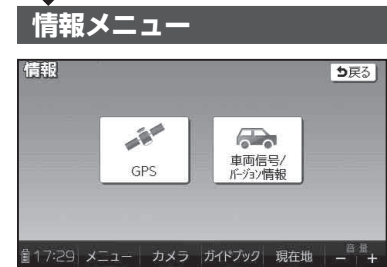 情報メニュー
情報
戻る
GPS
車両信号/
バージョン情報
17:29 メニュー カメラ ガイドブック 現在地 音量
− +